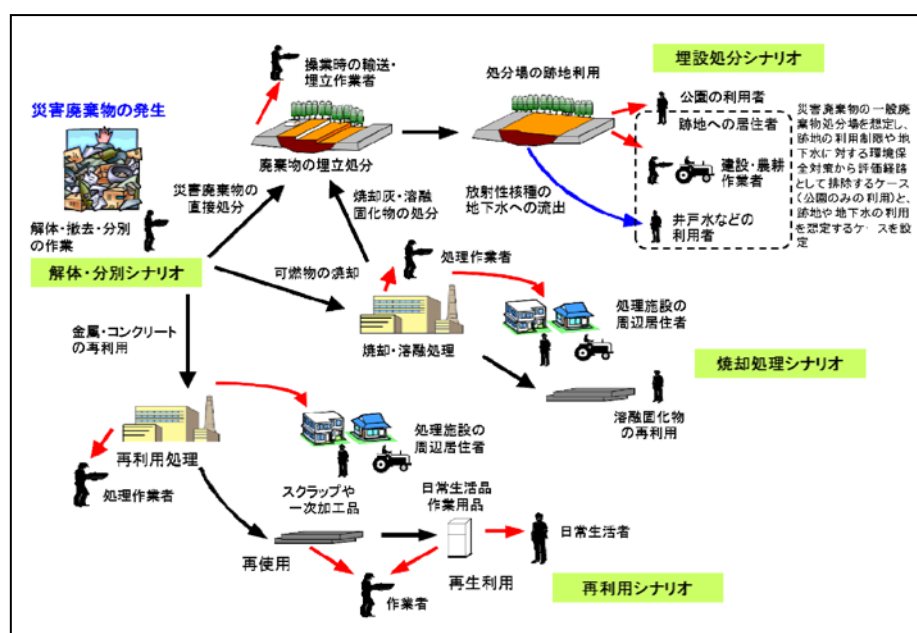 埋設処分シナリオ
操業時の輸送・
埋立作業者
処分場の跡地利用
公園の利用者
災害廃棄物の発生
跡地への居住者
災害廃棄物の一般廃
棄物処分場を想定し、
跡地の利用制限や地
下水に対する環境保
全対策から評価経路
として排除するケース
(公園のみの利用)と、
跡地や地下水の利用
を想定するケースを設
定
廃棄物の埋立処分
建設・農耕
作業者
災害廃棄物の
直接処分
焼却灰・溶融
固化物の処分
放射性核種の
地下水への流出
井戸水などの
利用者
解体・撤去・分別
の作業
処理作業者
解体・分別シナリオ
可燃物の焼却
処理施設の
周辺居住者
金属・コンクリート
の再利用
焼却・溶融処理
焼却処理シナリオ
溶融固化物
の再利用
処理施設の
周辺居住者
再利用処理
処理作業者
スクラップや
一次加工品
日常生活品
作業用品
日常生活者
再使用
再生利用
再利用シナリオ
作業者